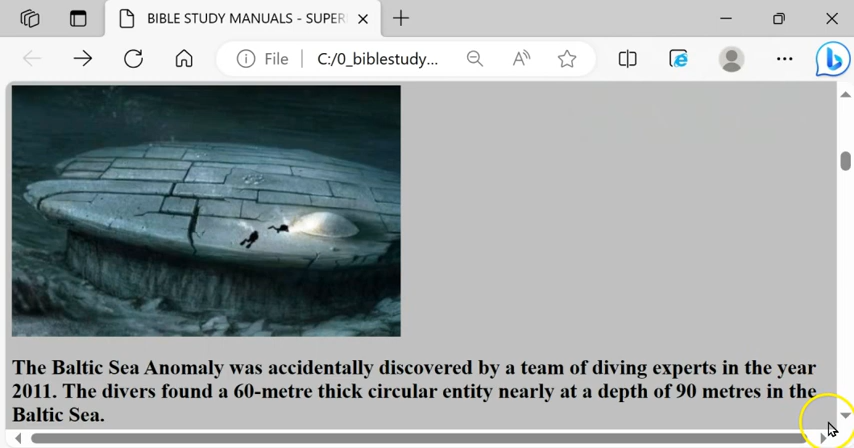 BIBLE STUDY MANUALS - SUPER
File
C:/0_biblestudy...
The Baltic Sea Anomaly was accidentally discovered by a team of diving experts in the year
2011. The divers found a 60-metre thick circular entity nearly at a depth of 90 metres in the
Baltic Sea.